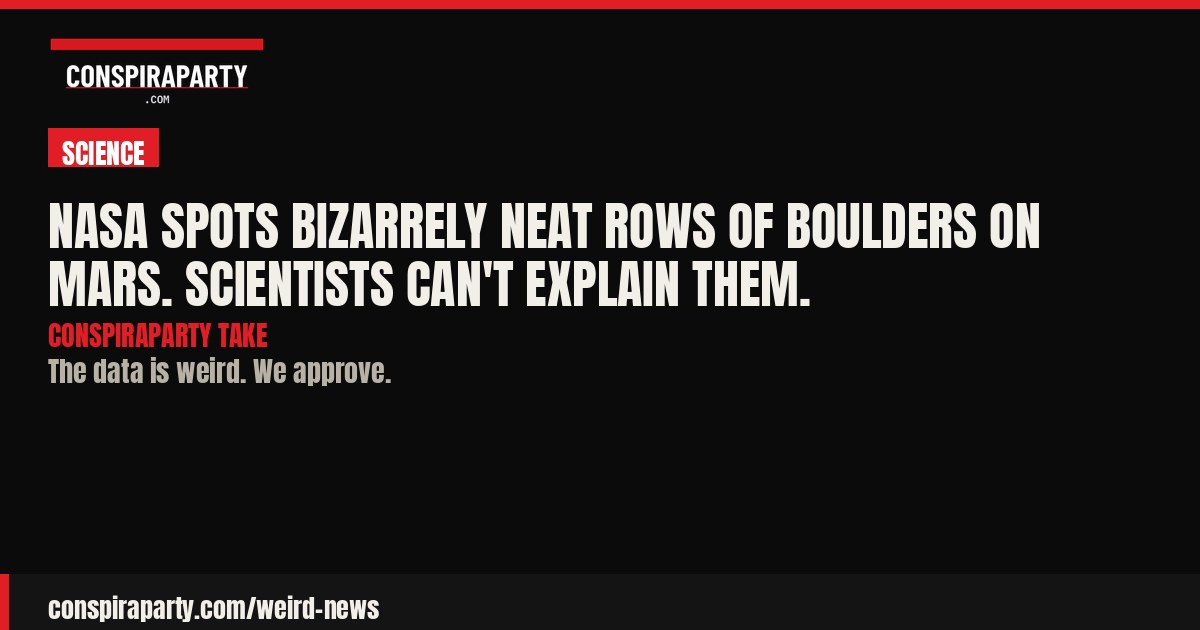 CONSPIRAPARTY
.COM
SCIENCE
NASA SPOTS BIZARRELY NEAT ROWS OF BOULDERS ON
MARS. SCIENTISTS CAN'T EXPLAIN THEM.
CONSPIRAPARTY TAKE
The data is weird. We approve.
conspiraparty.com/weird-news